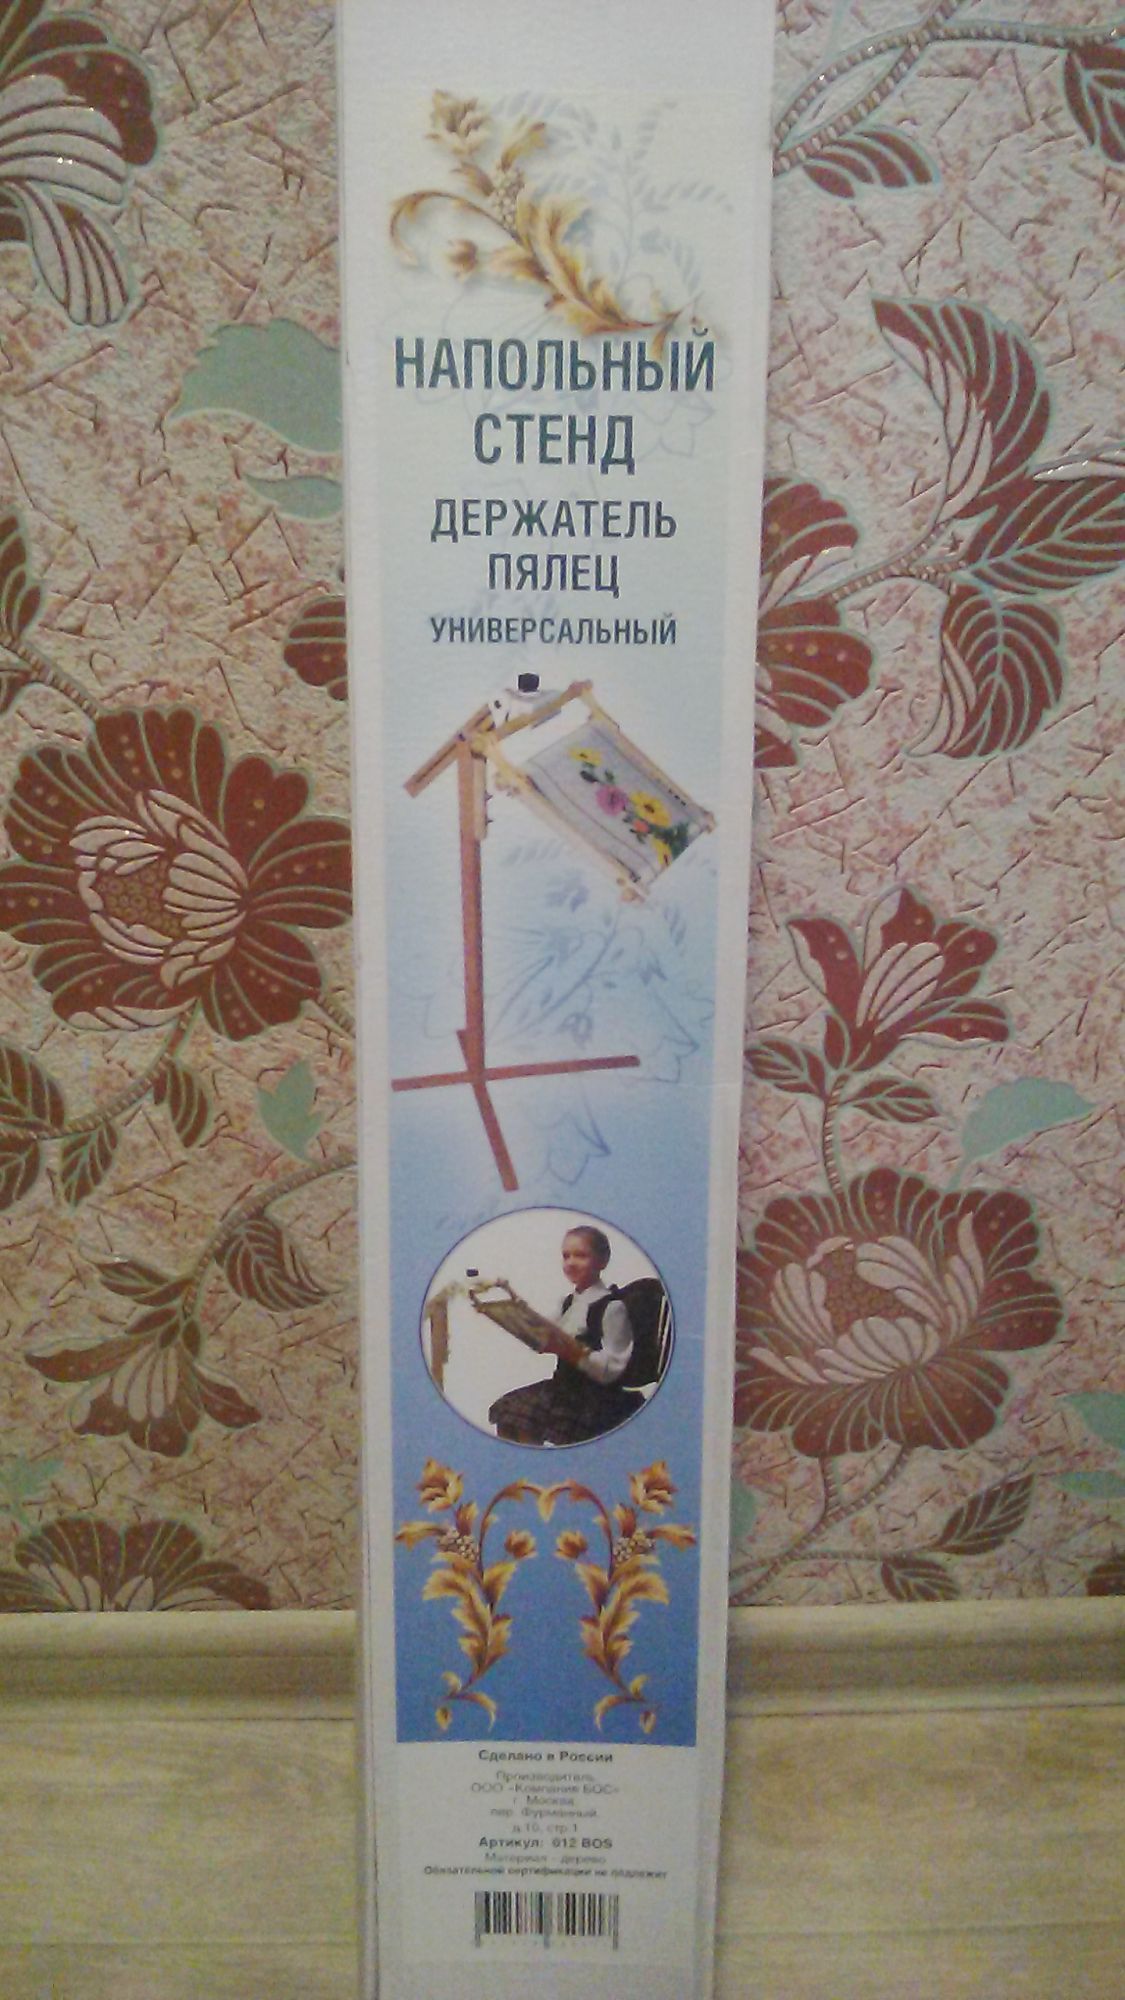 НАПОЛЬНЫЙ
СТЕНД
ДЕРЖАТЕЛЬ
ПЯЛЕЦ
УНИВЕРСАЛЬНЫЙ
Сделано в России
Производитель:
ООО «Компания БОС»
г. Москва
пер. Фурманный
д.10, стр.1
Артикул: 012 BOS
Материал - дерево
Обязательной сертификации не подлежит